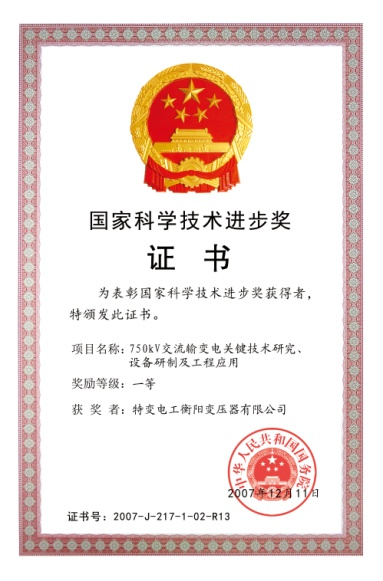 国家科学技术进步奖
证 书
为表彰国家科学技术进步奖获得者，
特颁发此证书。
项目名称：750kV交流输变电关键技术研究、
设备研制及工程应用
奖励等级：一等
获 奖 者：特变电工衡阳变压器有限公司
中华人民共和国国务院
2007年12月11日
证书号：2007-J-217-1-02-R13